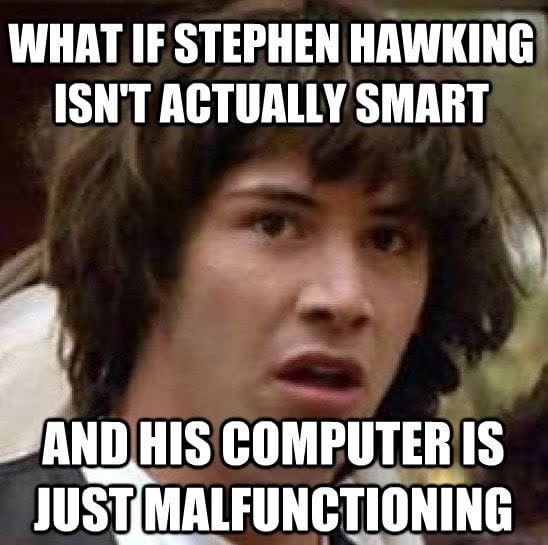 WHAT IF STEPHEN HAWKING
ISN'T ACTUALLY SMART
AND HIS COMPUTER IS
JUST MALFUNCTIONING